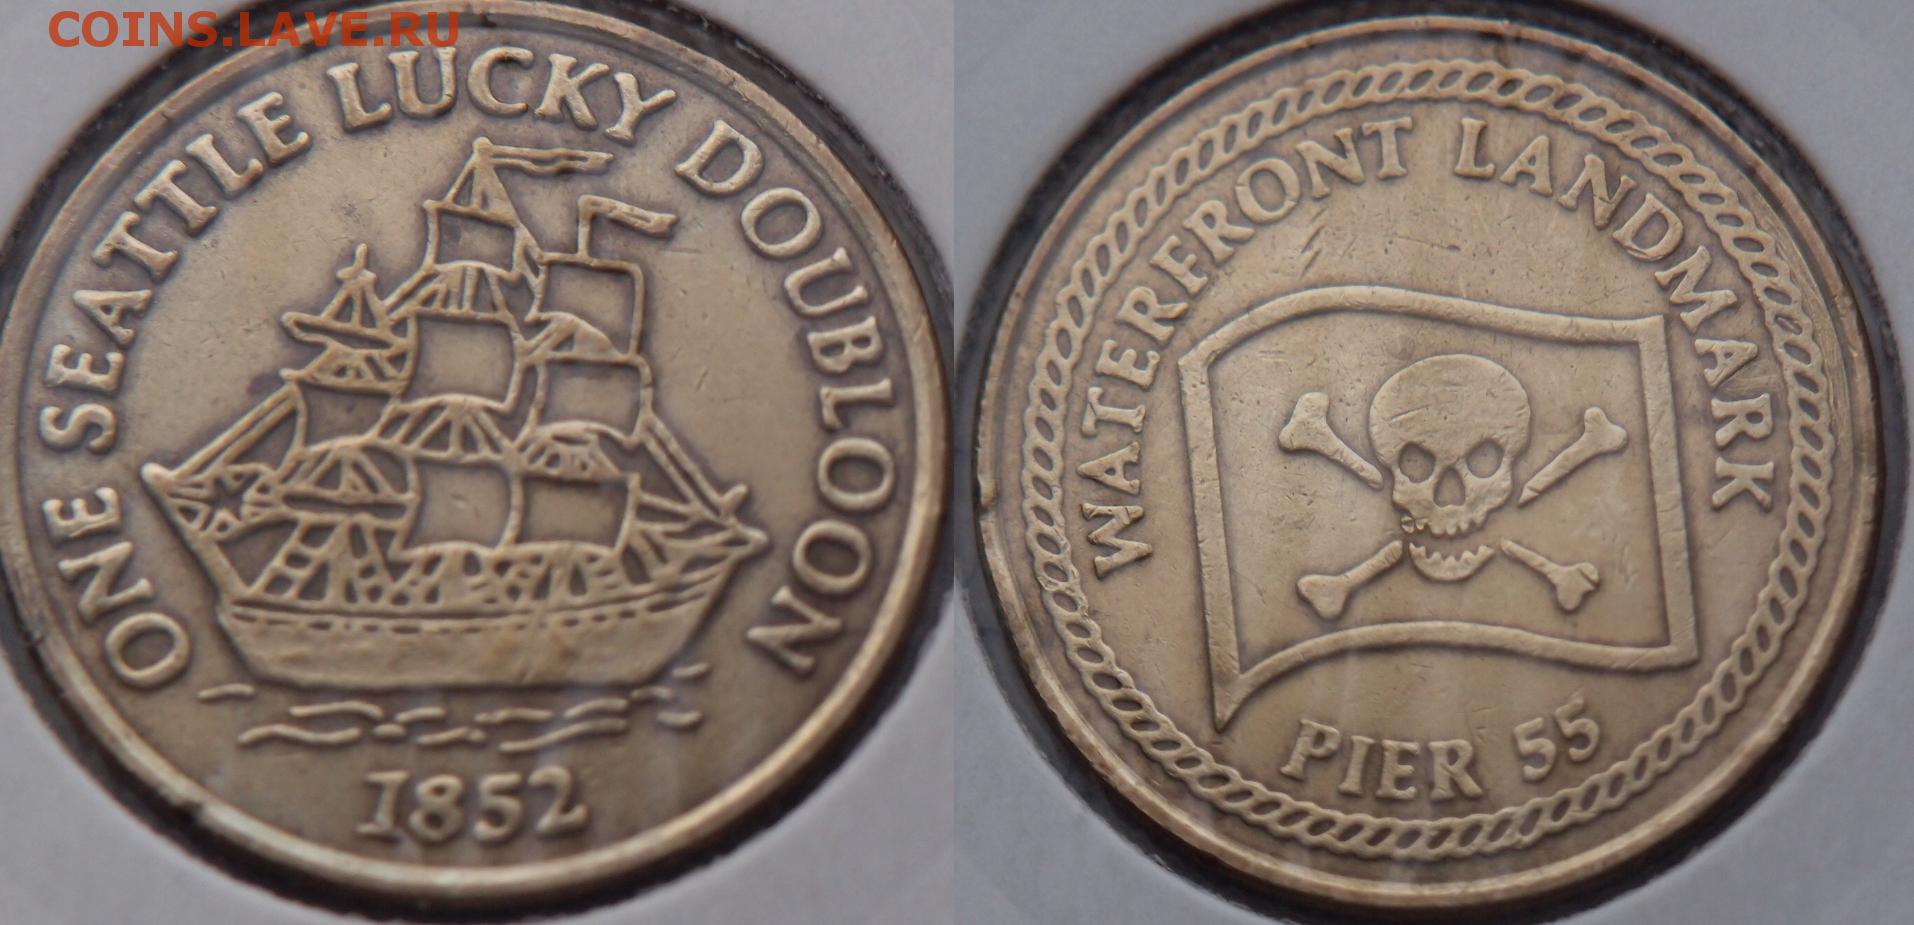 COINS.LAVE.RU
ONE SEATTLE LUCKY DOUBLOON
1852
WATERFRONT LANDMARK
PIER 55